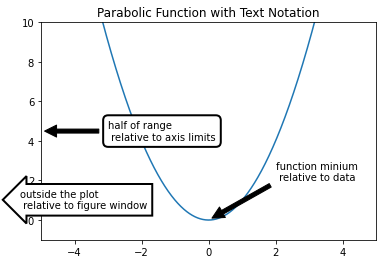 Parabolic Function with Text Notation
10
8
6
4
2
0
half of range
relative to axis limits
function minium
relative to data
outside the plot
relative to figure window
−4
−2
0
2
4